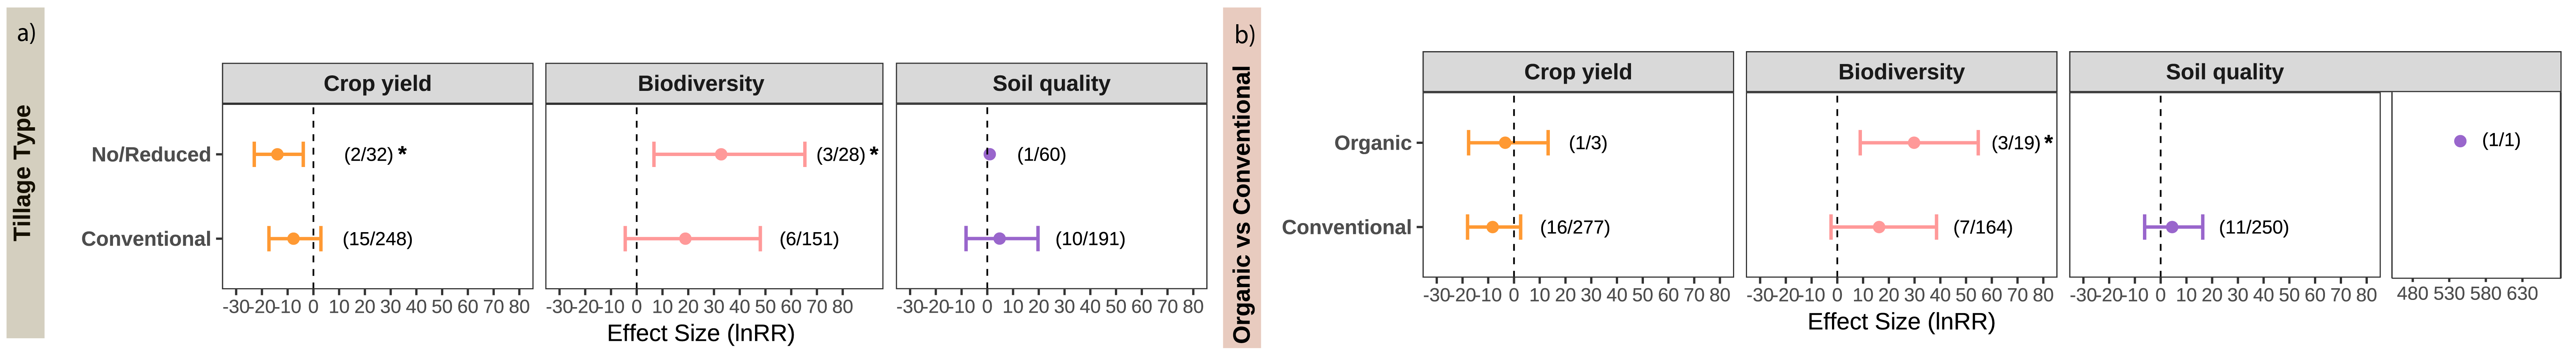 a)
Tillage Type
Crop yield
Biodiversity
Soil quality
No/Reduced
(2/32) *
(3/28) *
(1/60)
Conventional
(15/248)
(6/151)
(10/191)
-30 -20 -10 0 10 20 30 40 50 60 70 80
-30 -20 -10 0 10 20 30 40 50 60 70 80
-30 -20 -10 0 10 20 30 40 50 60 70 80
Effect Size (lnRR)
b)
Organic vs Conventional
Crop yield
Biodiversity
Soil quality
Organic
(1/3)
(3/19) *
(1/1)
Conventional
(16/277)
(7/164)
(11/250)
-30 -20 -10 0 10 20 30 40 50 60 70 80
-30 -20 -10 0 10 20 30 40 50 60 70 80
-30 -20 -10 0 10 20 30 40 50 60 70 80
480 530 580 630
Effect Size (lnRR)